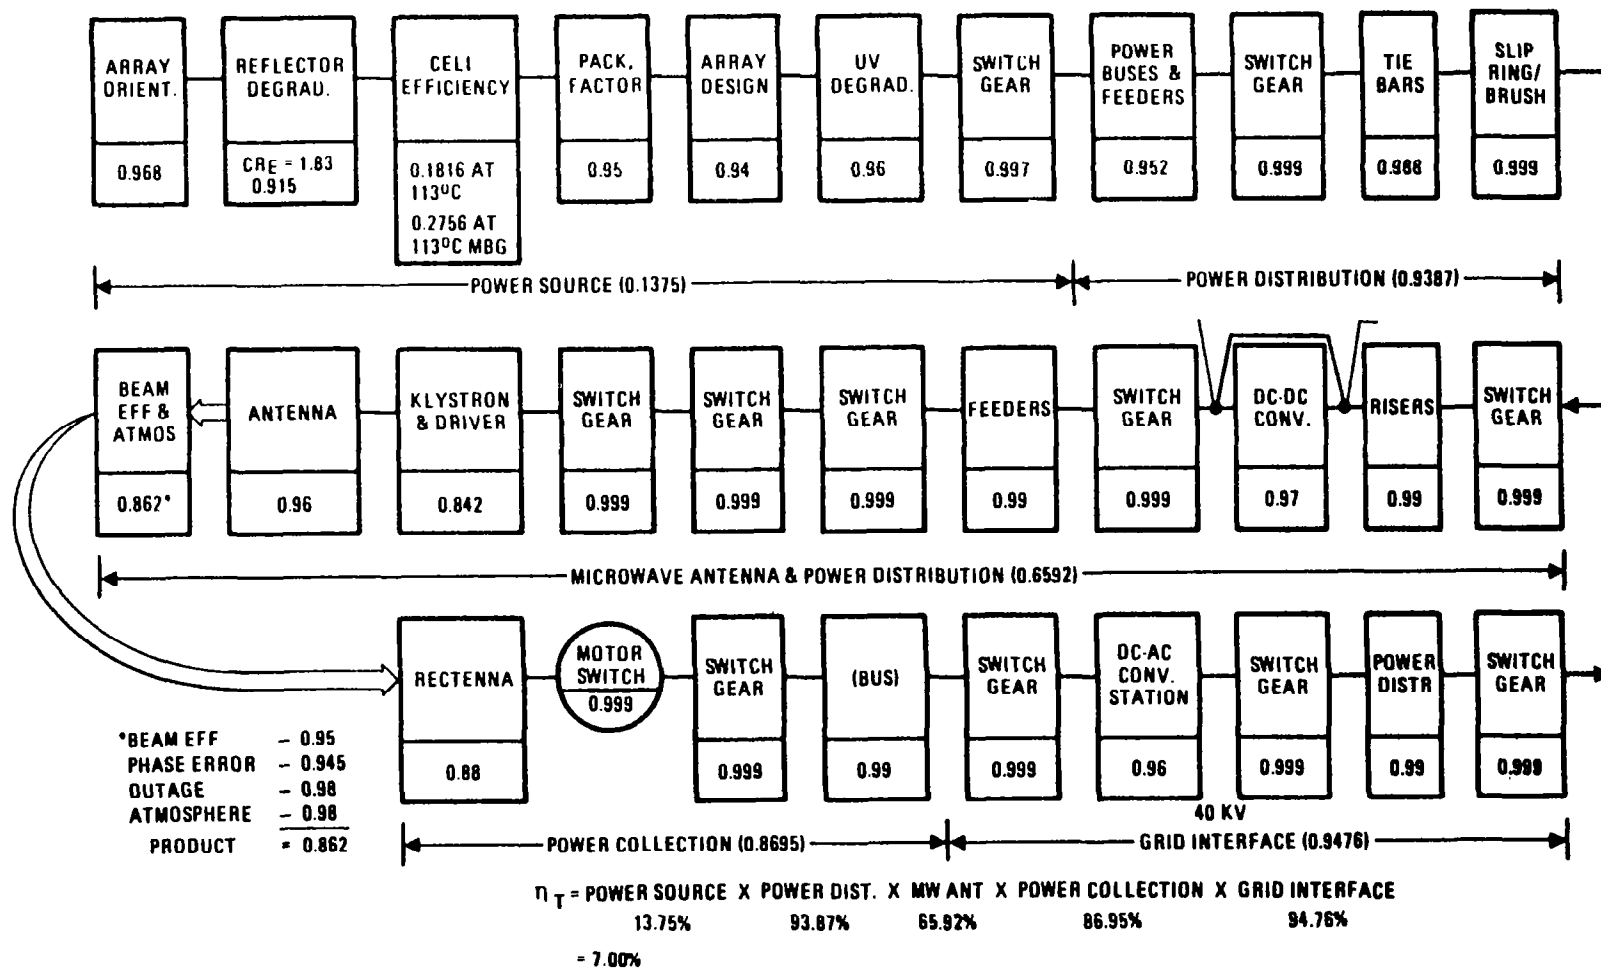 ARRAY
ORIENT.
0.968
REFLECTOR
DEGRAD.
CRE = 1.83
0.915
CELL
EFFICIENCY
0.1816 AT
113ºC
0.2756 AT
113ºC MBG
PACK.
FACTOR
0.95
ARRAY
DESIGN
0.94
UV
DEGRAD.
0.96
SWITCH
GEAR
0.997
POWER
BUSES &
FEEDERS
0.952
SWITCH
GEAR
0.999
TIE
BARS
0.988
SLIP
RING/
BRUSH
0.999
POWER SOURCE (0.1375)
POWER DISTRIBUTION (0.9387)
BEAM
EFF &
ATMOS
0.862*
ANTENNA
0.96
KLYSTRON
& DRIVER
0.842
SWITCH
GEAR
0.999
SWITCH
GEAR
0.999
SWITCH
GEAR
0.999
FEEDERS
0.99
SWITCH
GEAR
0.999
DC-DC
CONV.
0.97
RISERS
0.99
SWITCH
GEAR
0.999
MICROWAVE ANTENNA & POWER DISTRIBUTION (0.6592)
RECTENNA
0.88
MOTOR
SWITCH
0.999
SWITCH
GEAR
0.999
(BUS)
0.99
SWITCH
GEAR
0.999
DC-AC
CONV.
STATION
0.96
SWITCH
GEAR
0.999
POWER
DISTR
0.99
SWITCH
GEAR
0.999
*BEAM EFF – 0.95
PHASE ERROR – 0.945
OUTAGE – 0.98
ATMOSPHERE – 0.98
PRODUCT = 0.862
40 KV
POWER COLLECTION (0.8695)
GRID INTERFACE (0.9476)
η T = POWER SOURCE X POWER DIST. X MW ANT X POWER COLLECTION X GRID INTERFACE
13.75% 93.87% 65.92% 86.95% 94.76%
= 7.00%